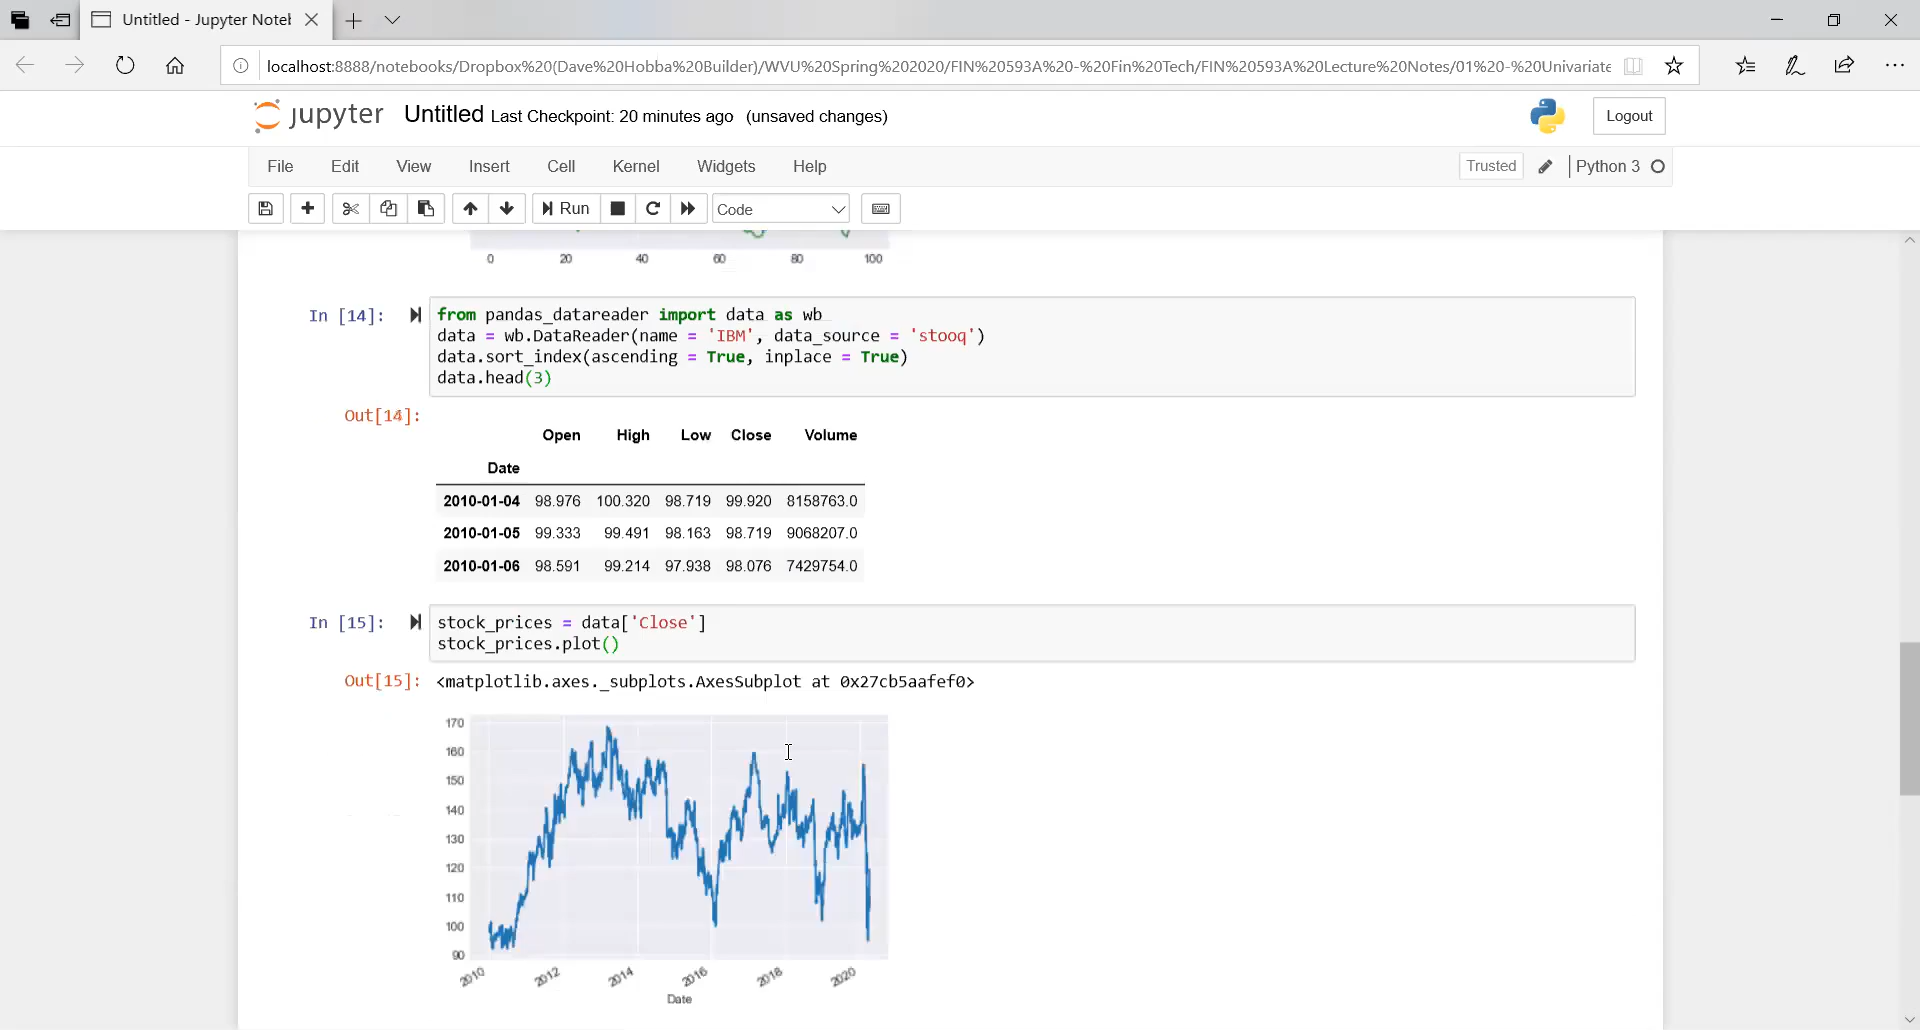 Untitled - Jupyter Notel
localhost:8888/notebooks/Dropbox%20(Dave%20Hobba%20Builder)/WVU%20Spring%202020/FIN%20593A%20-%20Fin%20Tech/FIN%20593A%20Lecture%20Notes/01%20-%20Univariate
jupyter Untitled Last Checkpoint: 20 minutes ago (unsaved changes)
Logout
File Edit View Insert Cell Kernel Widgets Help
Trusted Python 3
Run Code
0 20 40 60 80 100
In [14]: from pandas_datareader import data as wb
data = wb.DataReader(name = 'IBM', data_source = 'stooq')
data.sort_index(ascending = True, inplace = True)
data.head(3)
Out[14]:
Open High Low Close Volume
Date
2010-01-04 98.976 100.320 98.719 99.920 8158763.0
2010-01-05 99.333 99.491 98.163 98.719 9068207.0
2010-01-06 98.591 99.214 97.938 98.076 7429754.0
In [15]: stock_prices = data['Close']
stock_prices.plot()
Out[15]: <matplotlib.axes._subplots.AxesSubplot at 0x27cb5aafef0>
170
160
150
140
130
120
110
100
90
2010 2012 2014 2016 2018 2020
Date